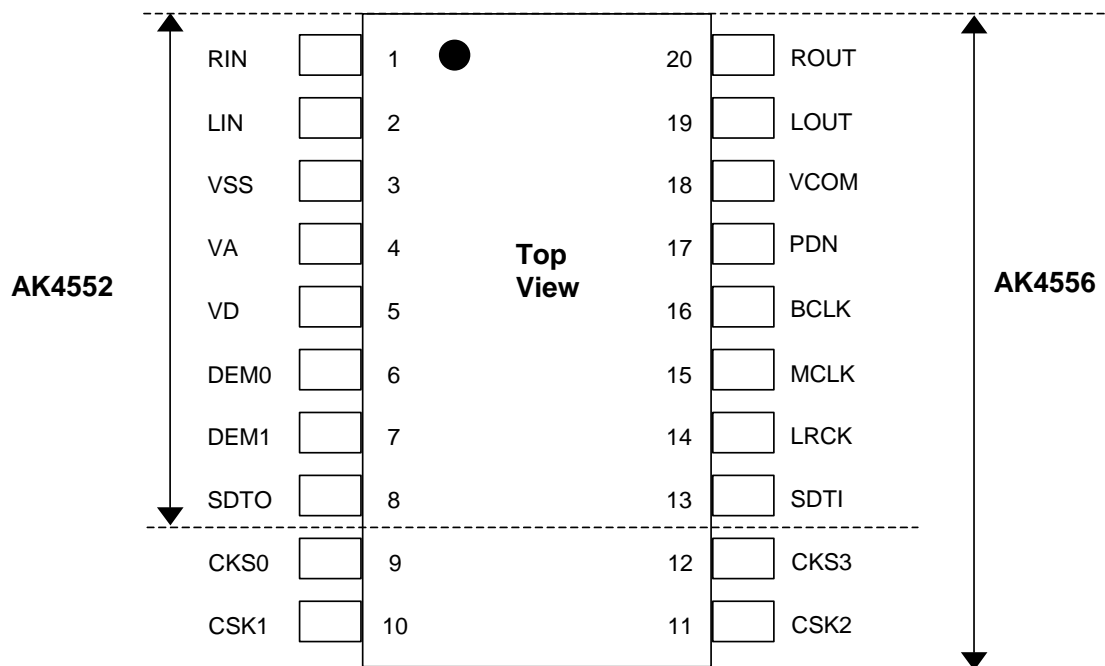 RIN 1 20 ROUT
LIN 2 19 LOUT
VSS 3 18 VCOM
VA 4 17 PDN
Top
View
AK4552
AK4556
VD 5 16 BCLK
DEM0 6 15 MCLK
DEM1 7 14 LRCK
SDTO 8 13 SDTI
CKS0 9 12 CKS3
CSK1 10 11 CSK2